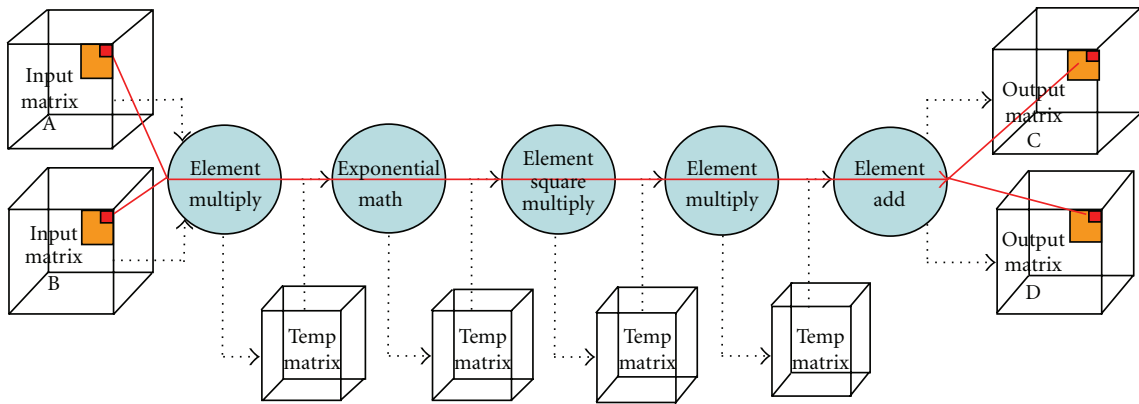 Input
matrix
A
Input
matrix
B
Element
multiply
Exponential
math
Element
square
multiply
Element
multiply
Element
add
Output
matrix
C
Output
matrix
D
Temp
matrix
Temp
matrix
Temp
matrix
Temp
matrix